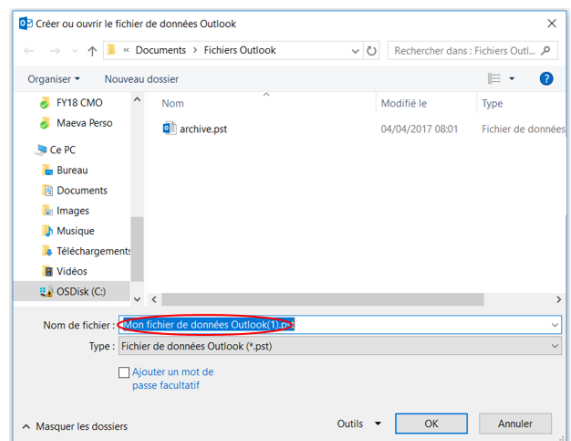 Créer ou ouvrir le fichier de données Outlook
« Documents > Fichiers Outlook
Rechercher dans : Fichiers Outl...
Organiser Nouveau dossier
FY18 CMO
Maeva Perso
Ce PC
Bureau
Documents
Images
Musique
Téléchargements
Vidéos
OSDisk (C:)
Nom Modifié le Type
archive.pst 04/04/2017 08:01 Fichier de données
Nom de fichier : Mon fichier de données Outlook(1).pst
Type : Fichier de données Outlook (*.pst)
Ajouter un mot de
passe facultatif
Masquer les dossiers
Outils OK Annuler